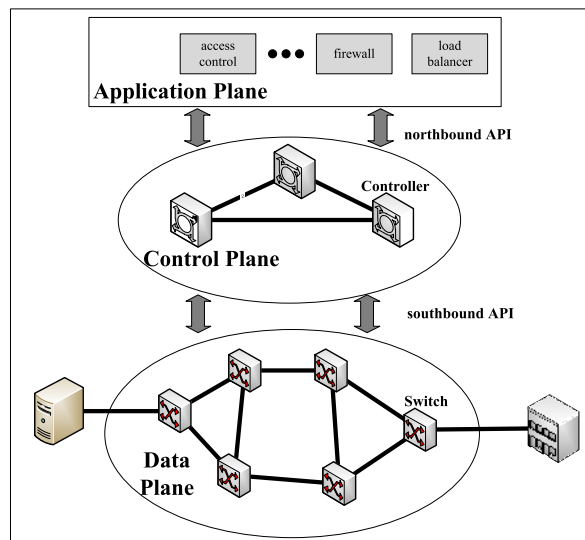 access
control
firewall
load
balancer
Application Plane
northbound API
Controller
Control Plane
southbound API
Switch
Data
Plane